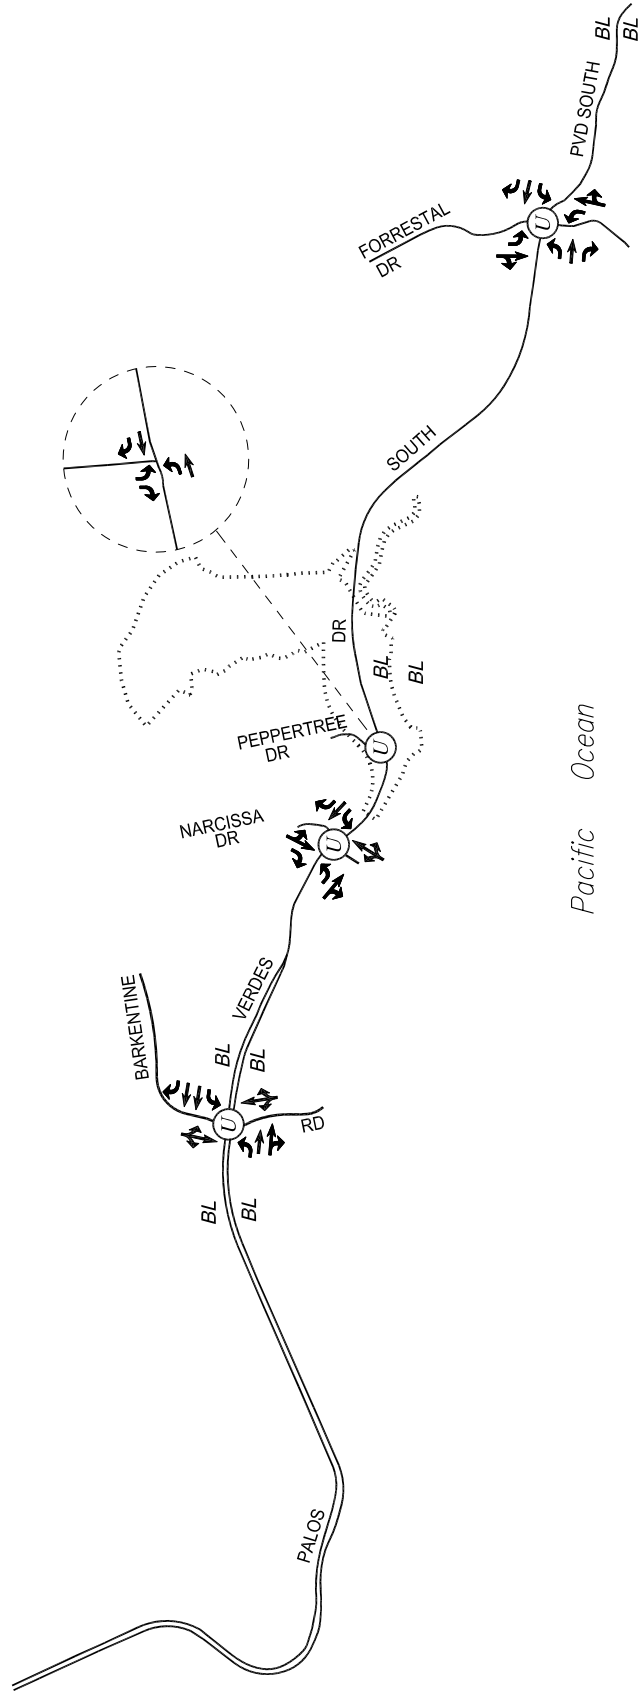 BL
BL
PVD SOUTH
U
FORRESTAL
DR
SOUTH
DR
BL
BL
PEPPERTREE
DR
U
NARCISSA
DR
U
Pacific Ocean
VERDES
BARKENTINE
BL
BL
U
RD
BL
BL
PALOS